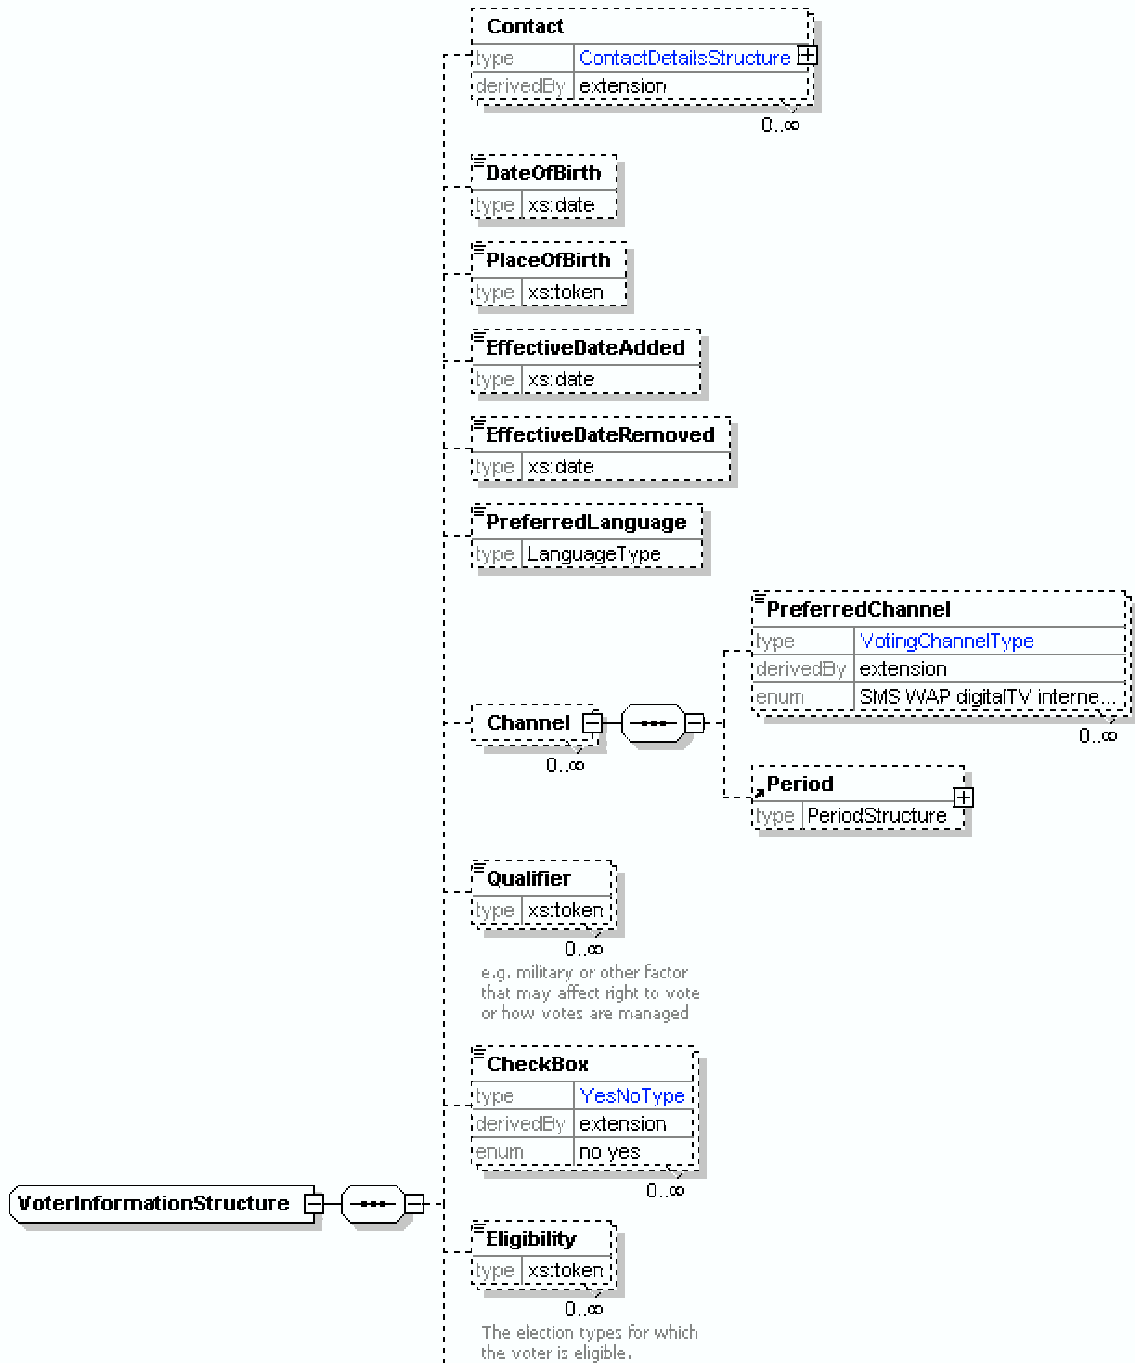 Contact
type ContactDetailsStructure
derivedBy extension
0..∞
DateOfBirth
type xs:date
PlaceOfBirth
type xs:token
EffectiveDateAdded
type xs:date
EffectiveDateRemoved
type xs:date
PreferredLanguage
type LanguageType
PreferredChannel
type VotingChannelType
derivedBy extension
enum SMS WAP digitalTV interne...
0..∞
Channel
0..∞
Period
type PeriodStructure
Qualifier
type xs:token
0..∞
e.g. military or other factor
that may affect right to vote
or how votes are managed
CheckBox
type YesNoType
derivedBy extension
enum no yes
0..∞
VoterInformationStructure
Eligibility
type xs:token
0..∞
The election types for which
the voter is eligible.